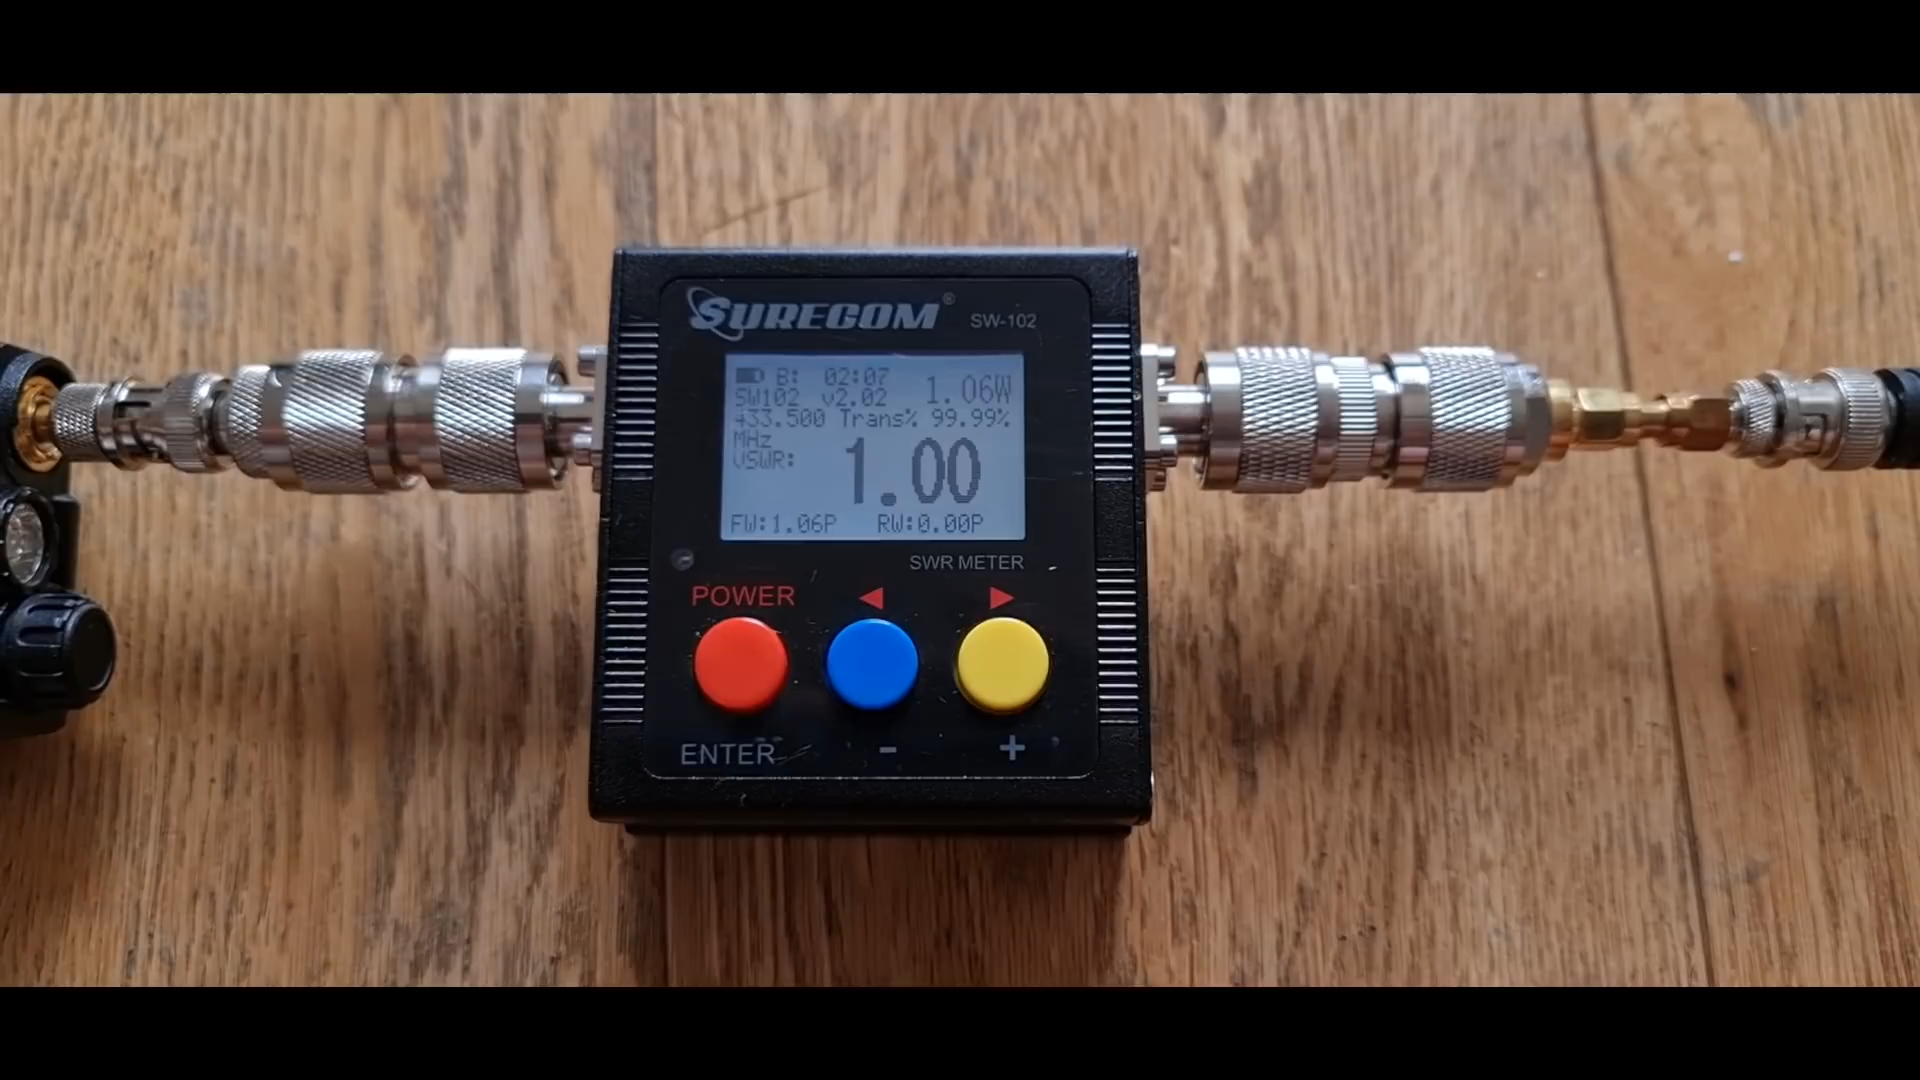 SURECOM®
SW-102
B: 02:07
1.06W
SW102 v2.02
433.500 Trans% 99.99%
MHz
VSWR: 1.00
FW:1.06P RW:0.00P
SWR METER
POWER ◀ ▶
ENTER - +